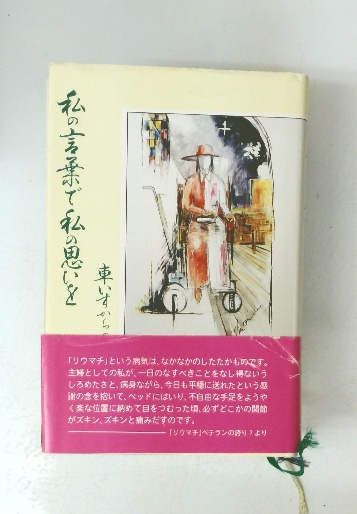 私の言葉で私の思いを
車いすからの
「リウマチ」という病気は、なかなかのしたたかものです。
主婦としての私が、一日のなすべきことをなし得ないう
しろめたさと、病身ながら、今日も平穏に送れたという感
謝の念を抱いて、ベッドにはいり、不自由な手足をようや
く楽な位置に納めて目をつむった頃、必ずどこかの関節
がズキン、ズキンと痛みだすのです。
「リウマチ」ベテランの誇り？より